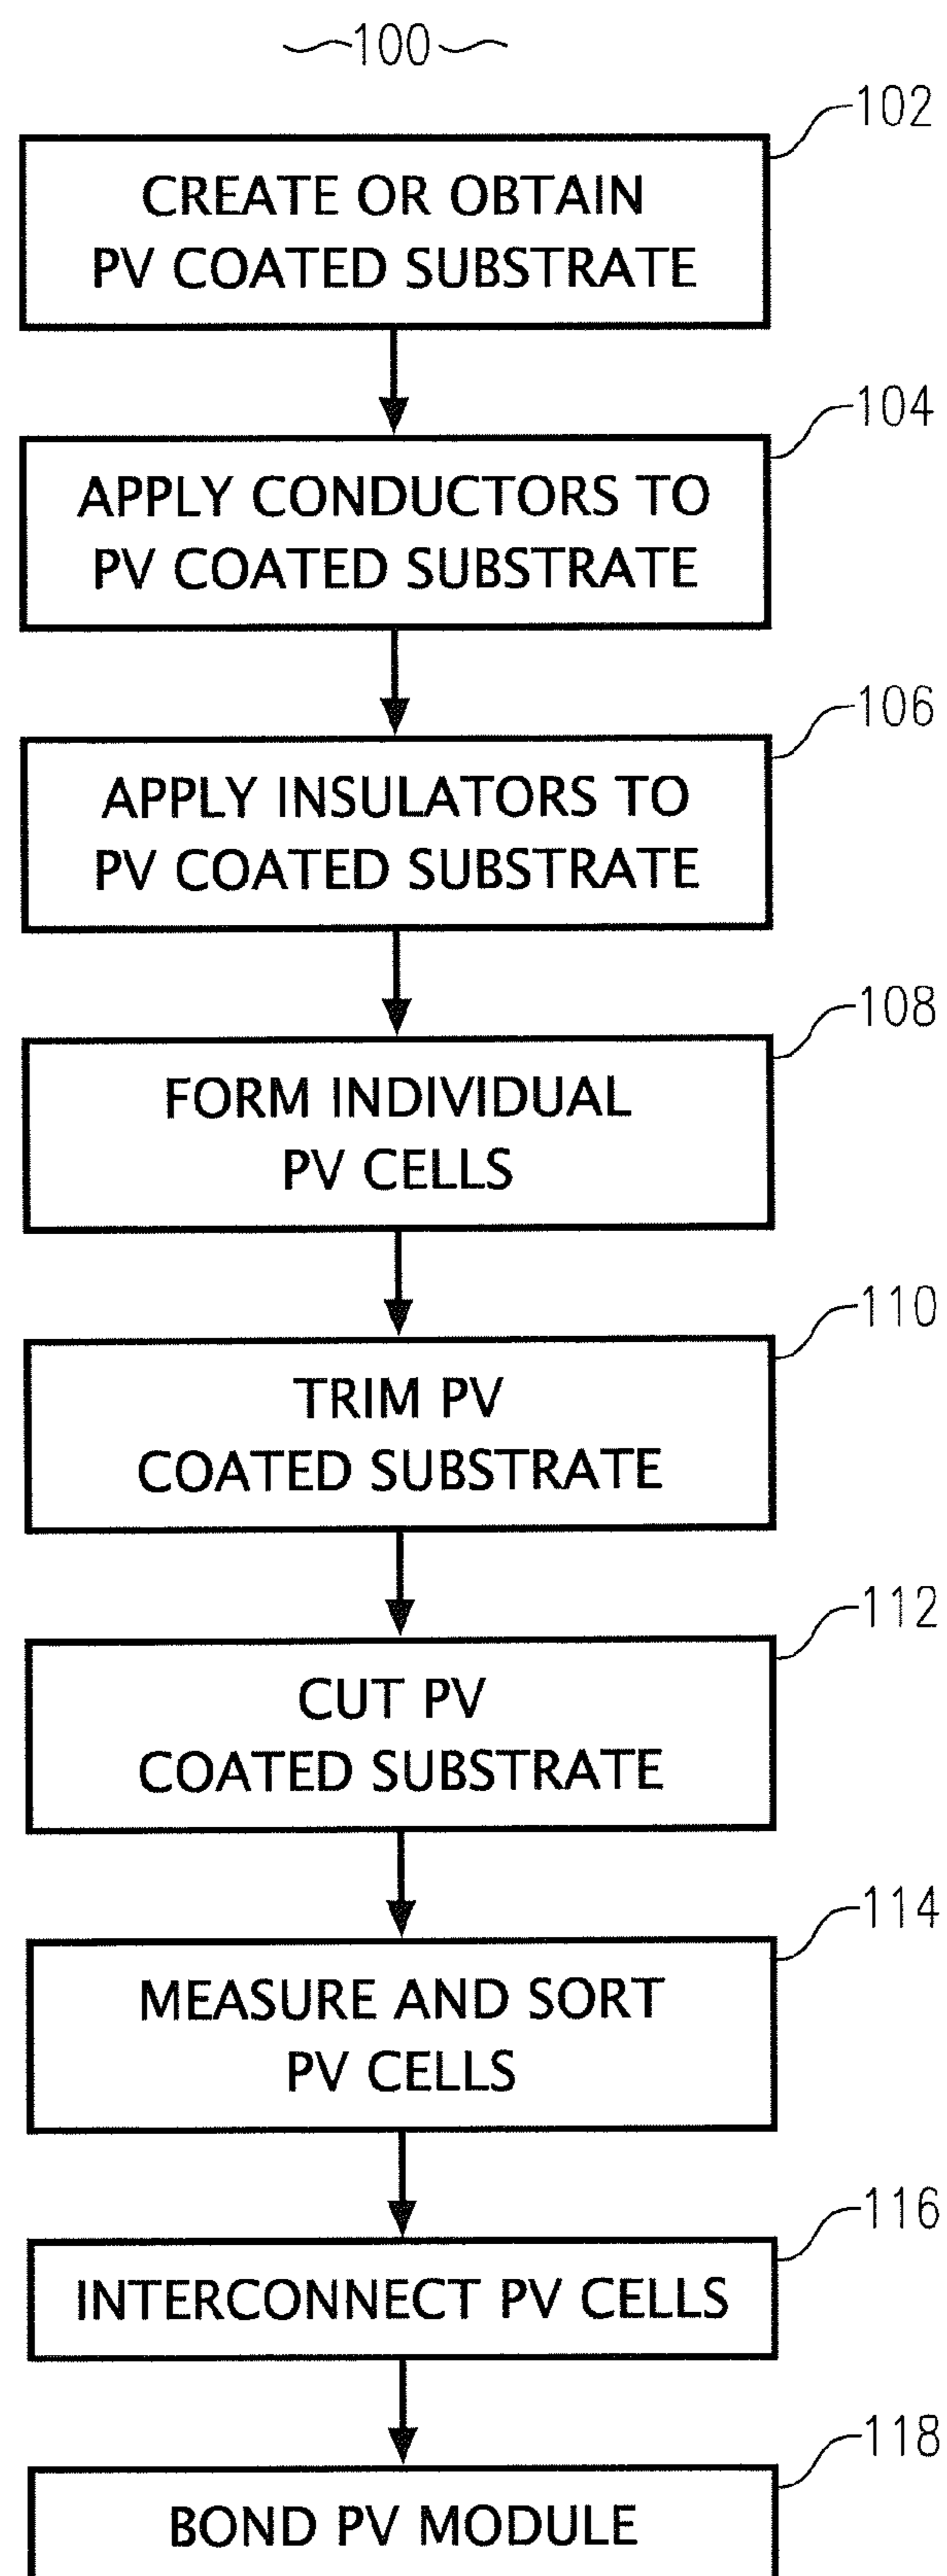 100
102
CREATE OR OBTAIN
PV COATED SUBSTRATE
104
APPLY CONDUCTORS TO
PV COATED SUBSTRATE
106
APPLY INSULATORS TO
PV COATED SUBSTRATE
108
FORM INDIVIDUAL
PV CELLS
110
TRIM PV
COATED SUBSTRATE
112
CUT PV
COATED SUBSTRATE
114
MEASURE AND SORT
PV CELLS
116
INTERCONNECT PV CELLS
118
BOND PV MODULE